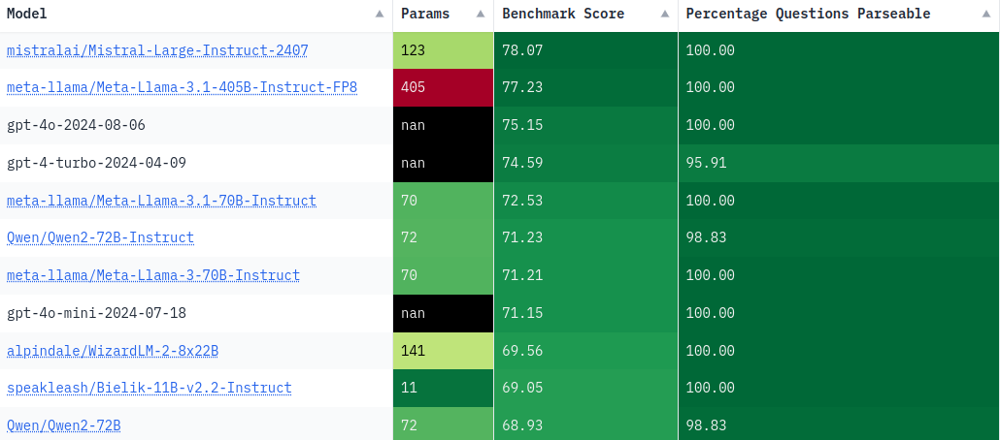 Model ▲ Params ▲ Benchmark Score ▲ Percentage Questions Parseable ▲
mistralai/Mistral-Large-Instruct-2407 123 78.07 100.00
meta-llama/Meta-Llama-3.1-405B-Instruct-FP8 405 77.23 100.00
gpt-4o-2024-08-06 nan 75.15 100.00
gpt-4-turbo-2024-04-09 nan 74.59 95.91
meta-llama/Meta-Llama-3.1-70B-Instruct 70 72.53 100.00
Qwen/Qwen2-72B-Instruct 72 71.23 98.83
meta-llama/Meta-Llama-3-70B-Instruct 70 71.21 100.00
gpt-4o-mini-2024-07-18 nan 71.15 100.00
alpindale/WizardLM-2-8x22B 141 69.56 100.00
speakleash/Bielik-11B-v2.2-Instruct 11 69.05 100.00
Qwen/Qwen2-72B 72 68.93 98.83